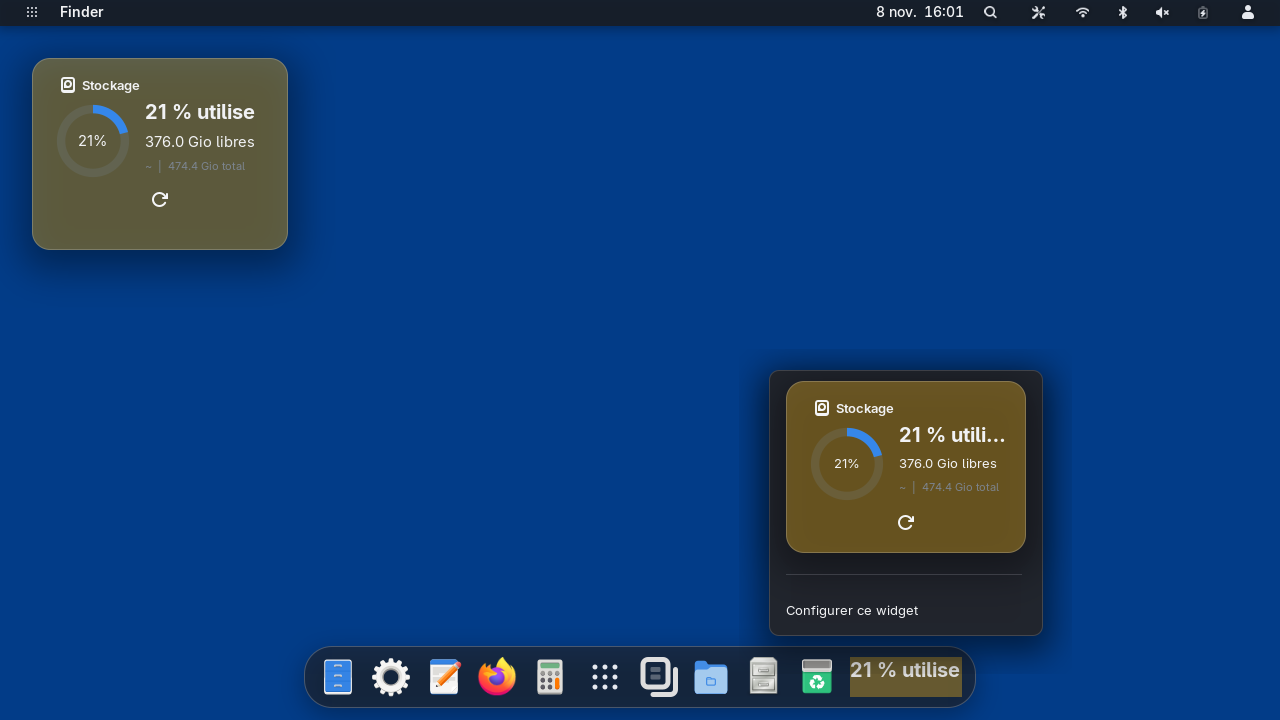 Finder
8 nov. 16:01
Stockage
21 % utilise
21%
376.0 Gio libres
~ | 474.4 Gio total
Stockage
21 % utili...
21%
376.0 Gio libres
~ | 474.4 Gio total
Configurer ce widget
21 % utilise